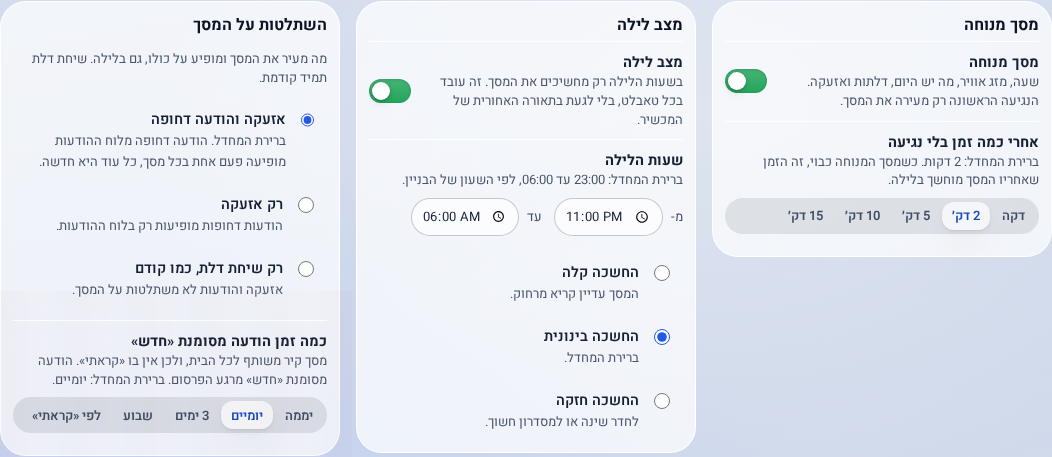 מסך מנוחה
מסך מנוחה
שעה, מזג אוויר, מה יש היום, דלתות ואזעקה.
הנגיעה הראשונה רק מעירה את המסך.
אחרי כמה זמן בלי נגיעה
ברירת המחדל: 2 דקות. כשמסך המנוחה כבוי, זה הזמן
שאחריו המסך מוחשך בלילה.
דקה
2 דק׳
5 דק׳
10 דק׳
15 דק׳
מצב לילה
מצב לילה
בשעות הלילה רק מחשיכים את המסך. זה עובד
בכל טאבלט, בלי לגעת בתאורה האחורית של
המכשיר.
שעות הלילה
ברירת המחדל: 23:00 עד 06:00, לפי השעון של הבניין.
מ-
11:00 PM
עד
06:00 AM
החשכה קלה
המסך עדיין קריא מרחוק.
החשכה בינונית
ברירת המחדל.
החשכה חזקה
לחדר שינה או למסדרון חשוך.
השתלטות על המסך
מה מעיר את המסך ומופיע על כולו, גם בלילה. שיחת דלת
תמיד קודמת.
אזעקה והודעה דחופה
ברירת המחדל. הודעה דחופה מלוח ההודעות
מופיעה פעם אחת בכל מסך, כל עוד היא חדשה.
רק אזעקה
הודעות דחופות מופיעות רק בלוח ההודעות.
רק שיחת דלת, כמו קודם
אזעקה והודעות לא משתלטות על המסך.
כמה זמן הודעה מסומנת «חדש»
מסך קיר משותף לכל הבית, ולכן אין בו «קראתי». הודעה
מסומנת «חדש» מרגע הפרסום. ברירת המחדל: יומיים.
יממה
יומיים
3 ימים
שבוע
לפי «קראתי»